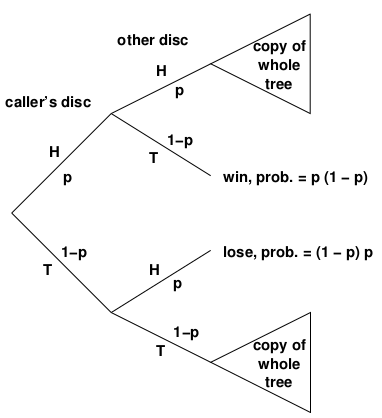 other disc
H
p
copy of
whole
tree
caller's disc
H
p
1−p
T
win, prob. = p (1 − p)
1−p
T
H
p
lose, prob. = (1 − p) p
1−p
T
copy of
whole
tree